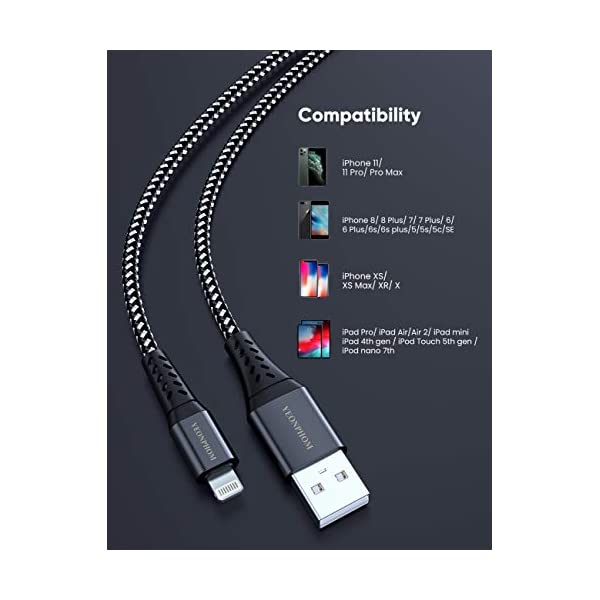 Compatibility
iPhone 11/
11 Pro/ Pro Max
iPhone 8/ 8 Plus/ 7/ 7 Plus/ 6/
6 Plus/6s/6s plus/5/5s/5c/SE
iPhone XS/
XS Max/ XR/ X
iPad Pro/ iPad Air/Air 2/ iPad mini
iPad 4th gen / iPod Touch 5th gen /
iPod nano 7th
YEONPHOM
YEONPHOM